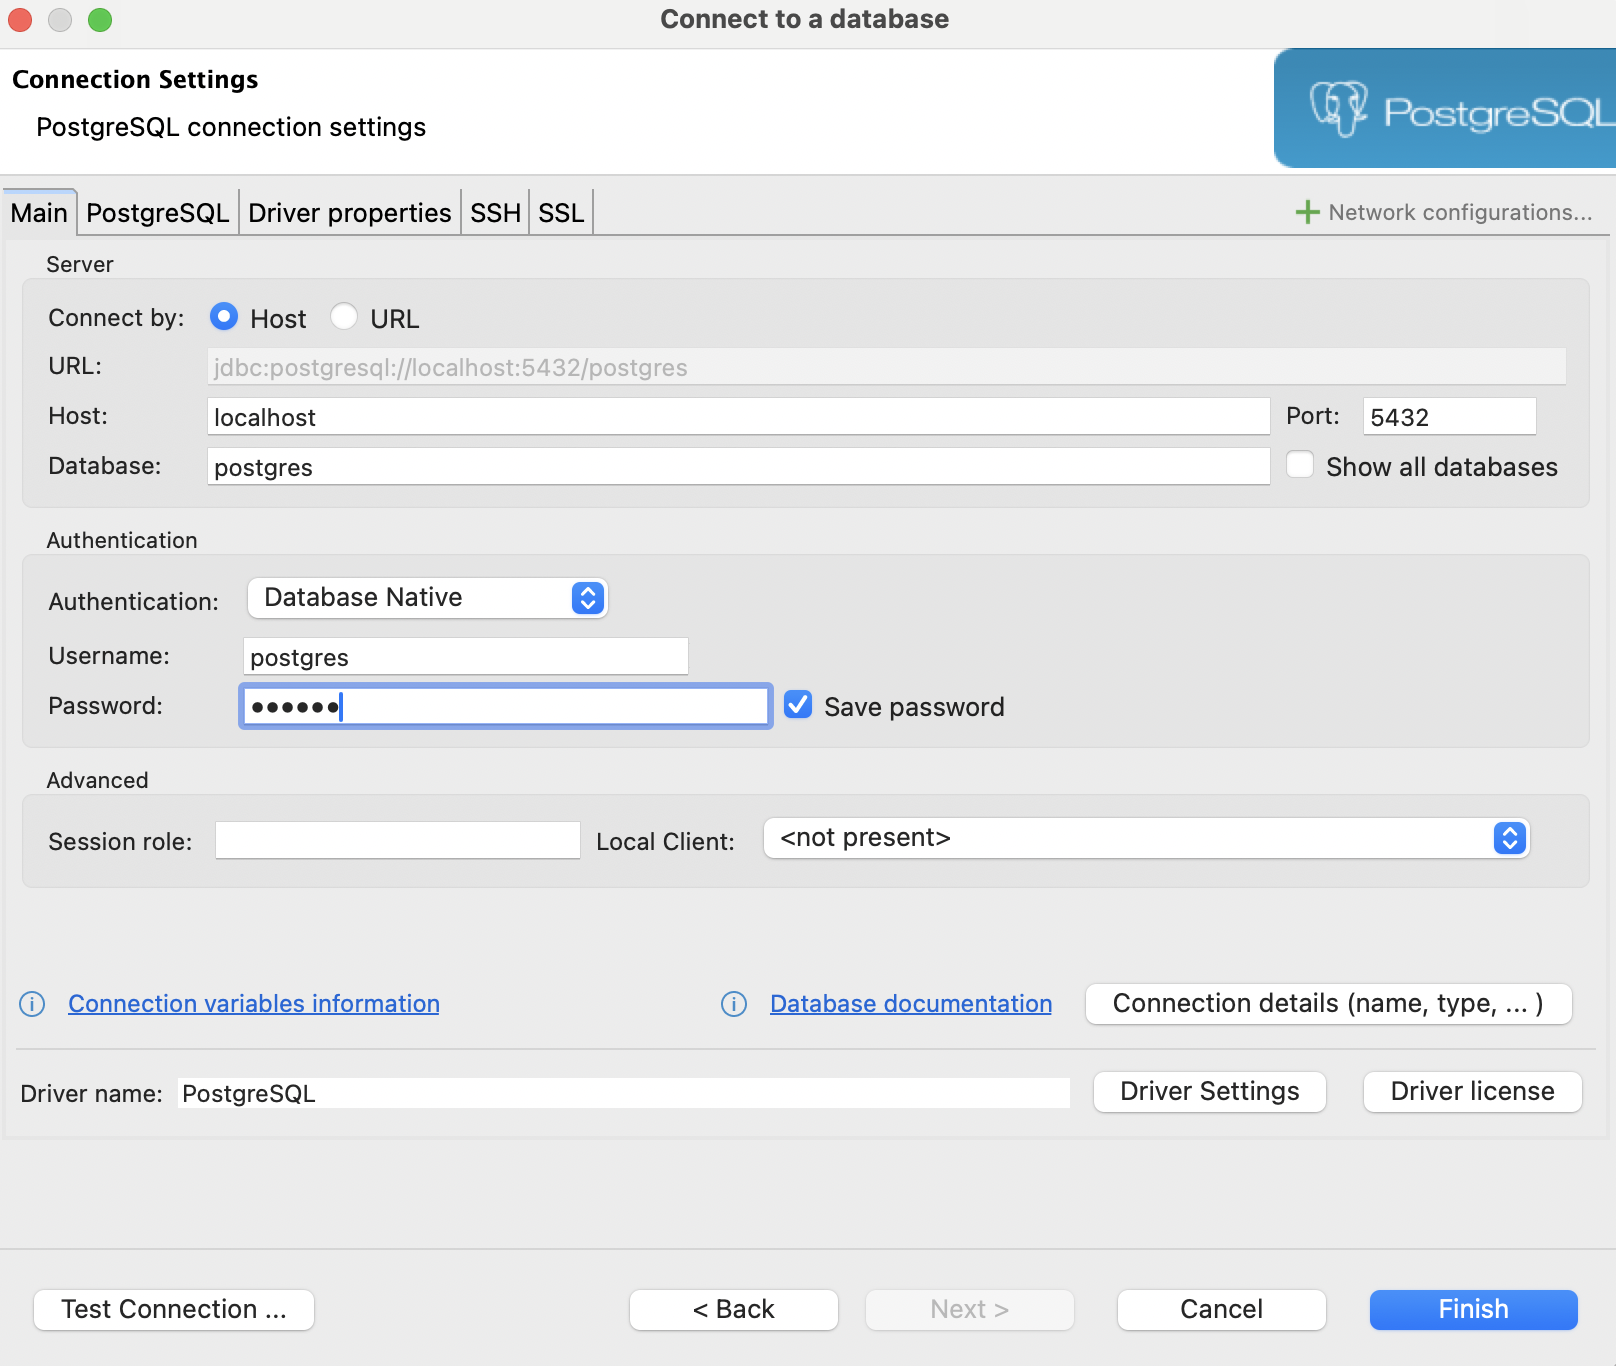 Connect to a database
Connection Settings
PostgreSQL connection settings
PostgreSQL
Main PostgreSQL Driver properties SSH SSL Network configurations...
Server
Connect by: Host URL
URL: jdbc:postgresql://localhost:5432/postgres
Host: localhost Port: 5432
Database: postgres Show all databases
Authentication
Authentication: Database Native
Username: postgres
Password: •••••• Save password
Advanced
Session role: Local Client: <not present>
Connection variables information Database documentation Connection details (name, type, ... )
Driver name: PostgreSQL Driver Settings Driver license
Test Connection ... < Back Next > Cancel Finish